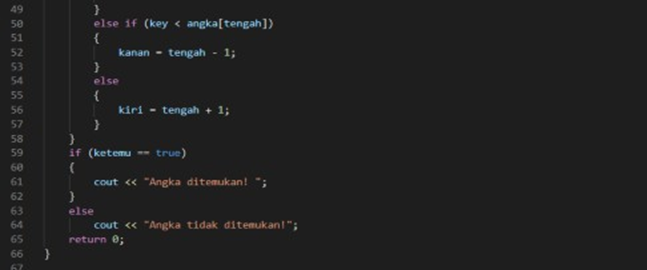 49 }
50 else if (key < angka[tengah])
51 {
52 kanan = tengah - 1;
53 }
54 else
55 {
56 kiri = tengah + 1;
57 }
58 }
59 if (ketemu == true)
60 {
61 cout << "Angka ditemukan! ";
62 }
63 else
64 cout << "Angka tidak ditemukan!";
65 return 0;
66 }
67